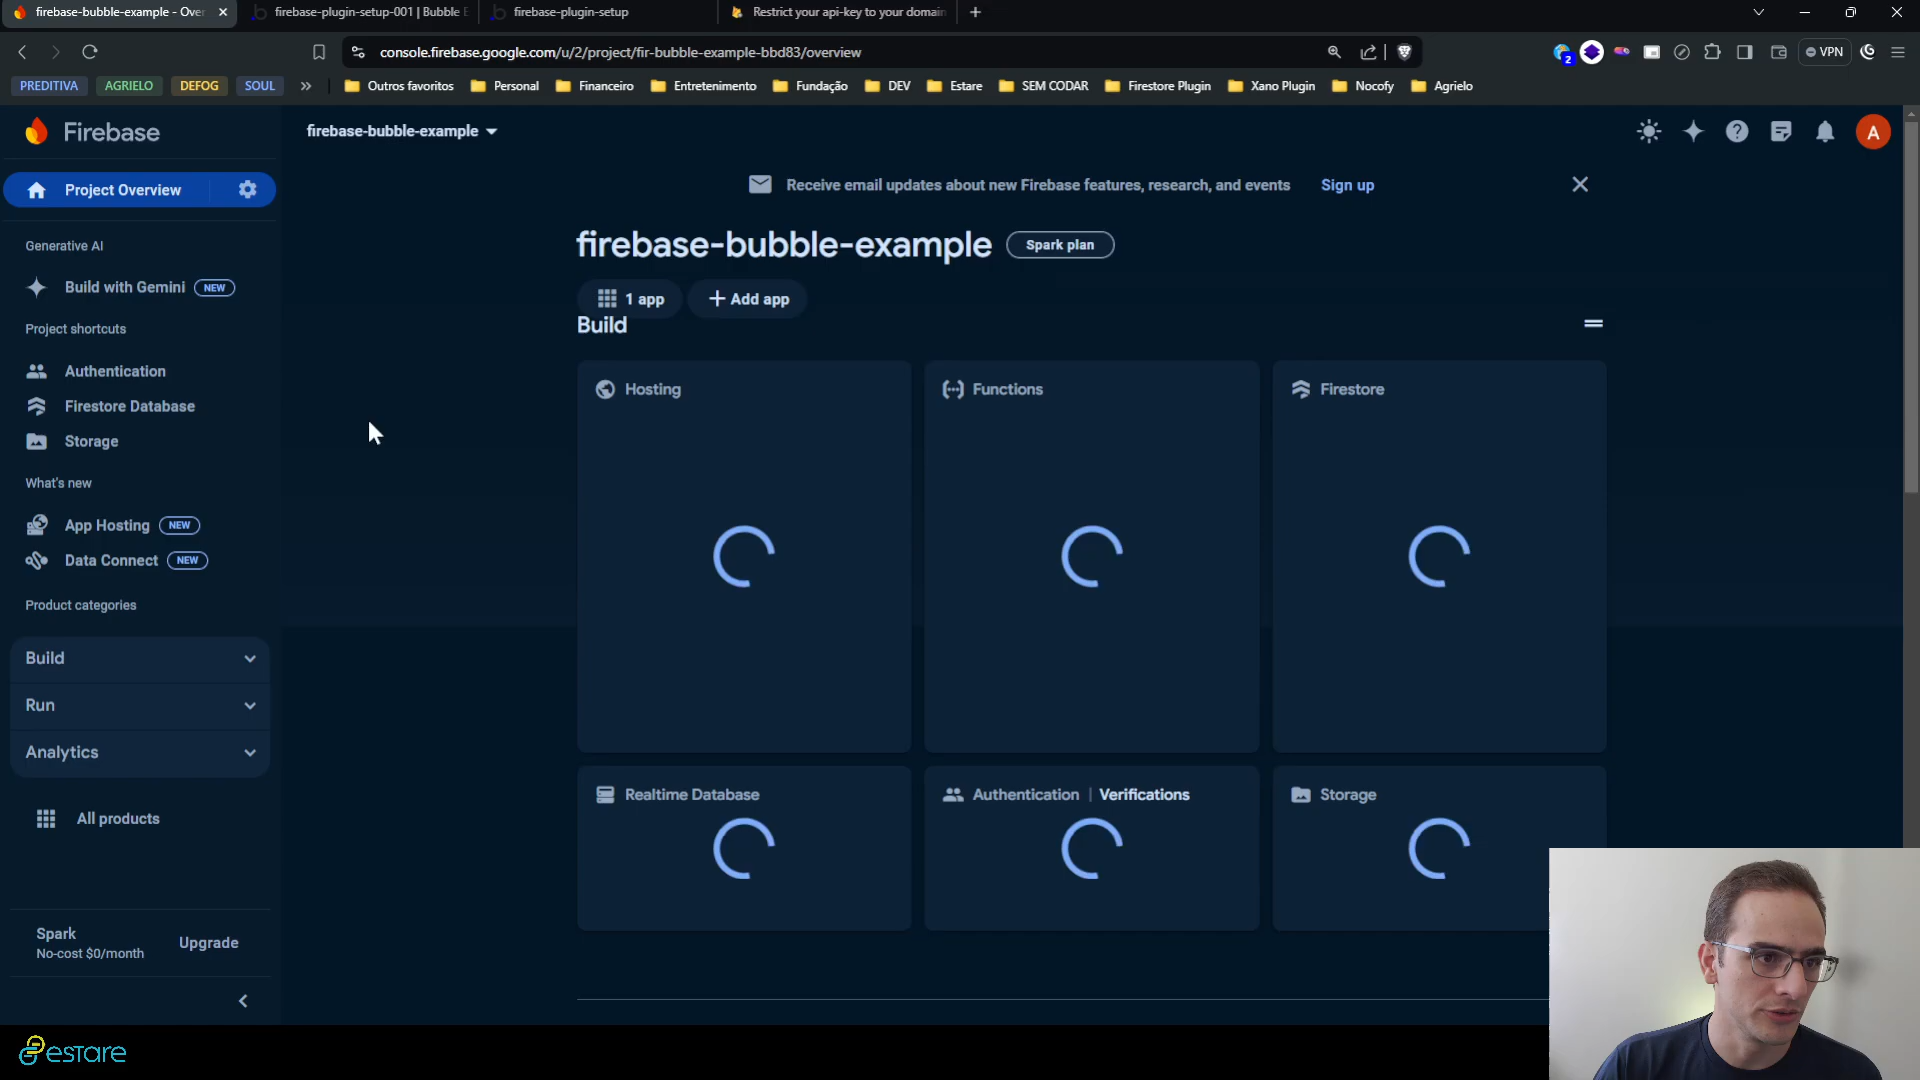 firebase-bubble-example - Over
firebase-plugin-setup-001 | Bubble E
firebase-plugin-setup
Restrict your api-key to your domain
console.firebase.google.com/u/2/project/fir-bubble-example-bbd83/overview
2
VPN
PREDITIVA
AGRIELO
DEFOG
SOUL
Outros favoritos
Personal
Financeiro
Entretenimento
Fundação
DEV
Estare
SEM CODAR
Firestore Plugin
Xano Plugin
Nocofy
Agrielo
Firebase
firebase-bubble-example
A
Project Overview
Receive email updates about new Firebase features, research, and events
Sign up
Generative AI
firebase-bubble-example
Spark plan
Build with Gemini NEW
1 app
Add app
Project shortcuts
Build
Authentication
Firestore Database
Storage
Hosting
Functions
Firestore
What's new
App Hosting NEW
Data Connect NEW
Product categories
Build
Run
Analytics
Realtime Database
Authentication | Verifications
Storage
All products
Spark
No-cost $0/month
Upgrade
estare